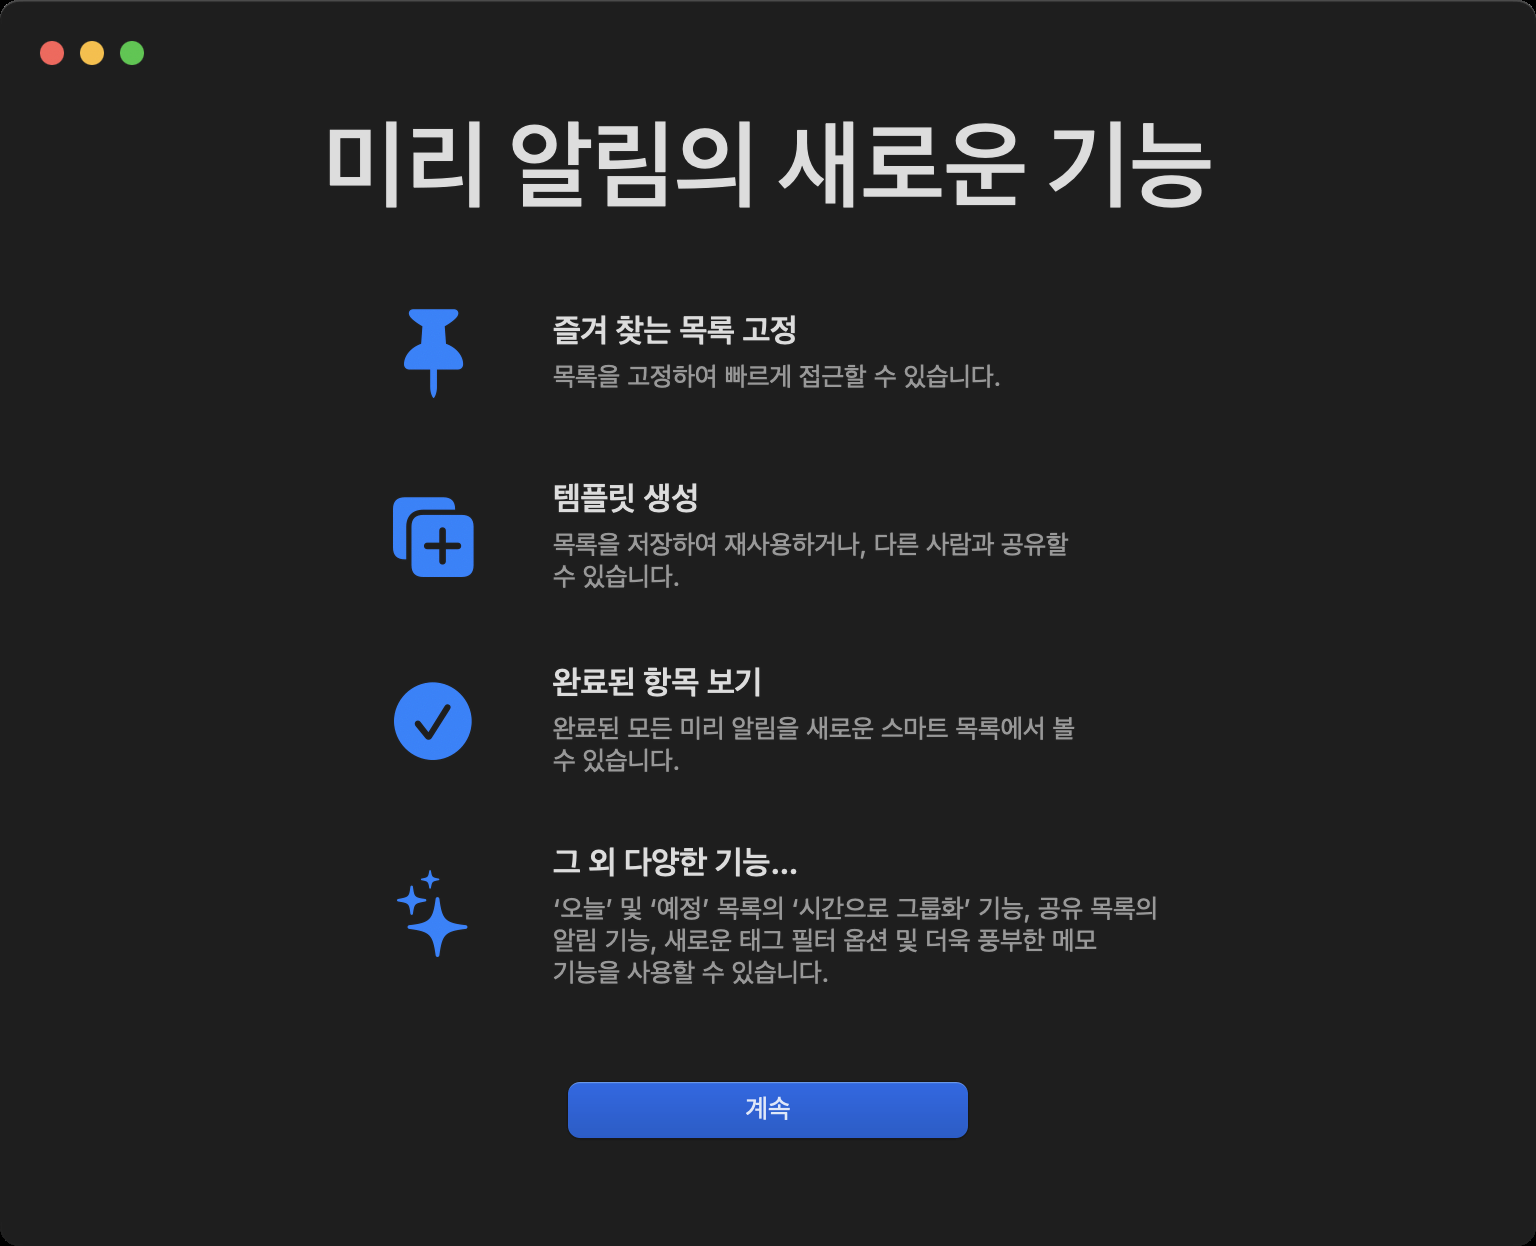 미리 알림의 새로운 기능
즐겨 찾는 목록 고정
목록을 고정하여 빠르게 접근할 수 있습니다.
템플릿 생성
목록을 저장하여 재사용하거나, 다른 사람과 공유할
수 있습니다.
완료된 항목 보기
완료된 모든 미리 알림을 새로운 스마트 목록에서 볼
수 있습니다.
그 외 다양한 기능...
‘오늘’ 및 ‘예정’ 목록의 ‘시간으로 그룹화’ 기능, 공유 목록의
알림 기능, 새로운 태그 필터 옵션 및 더욱 풍부한 메모
기능을 사용할 수 있습니다.
계속